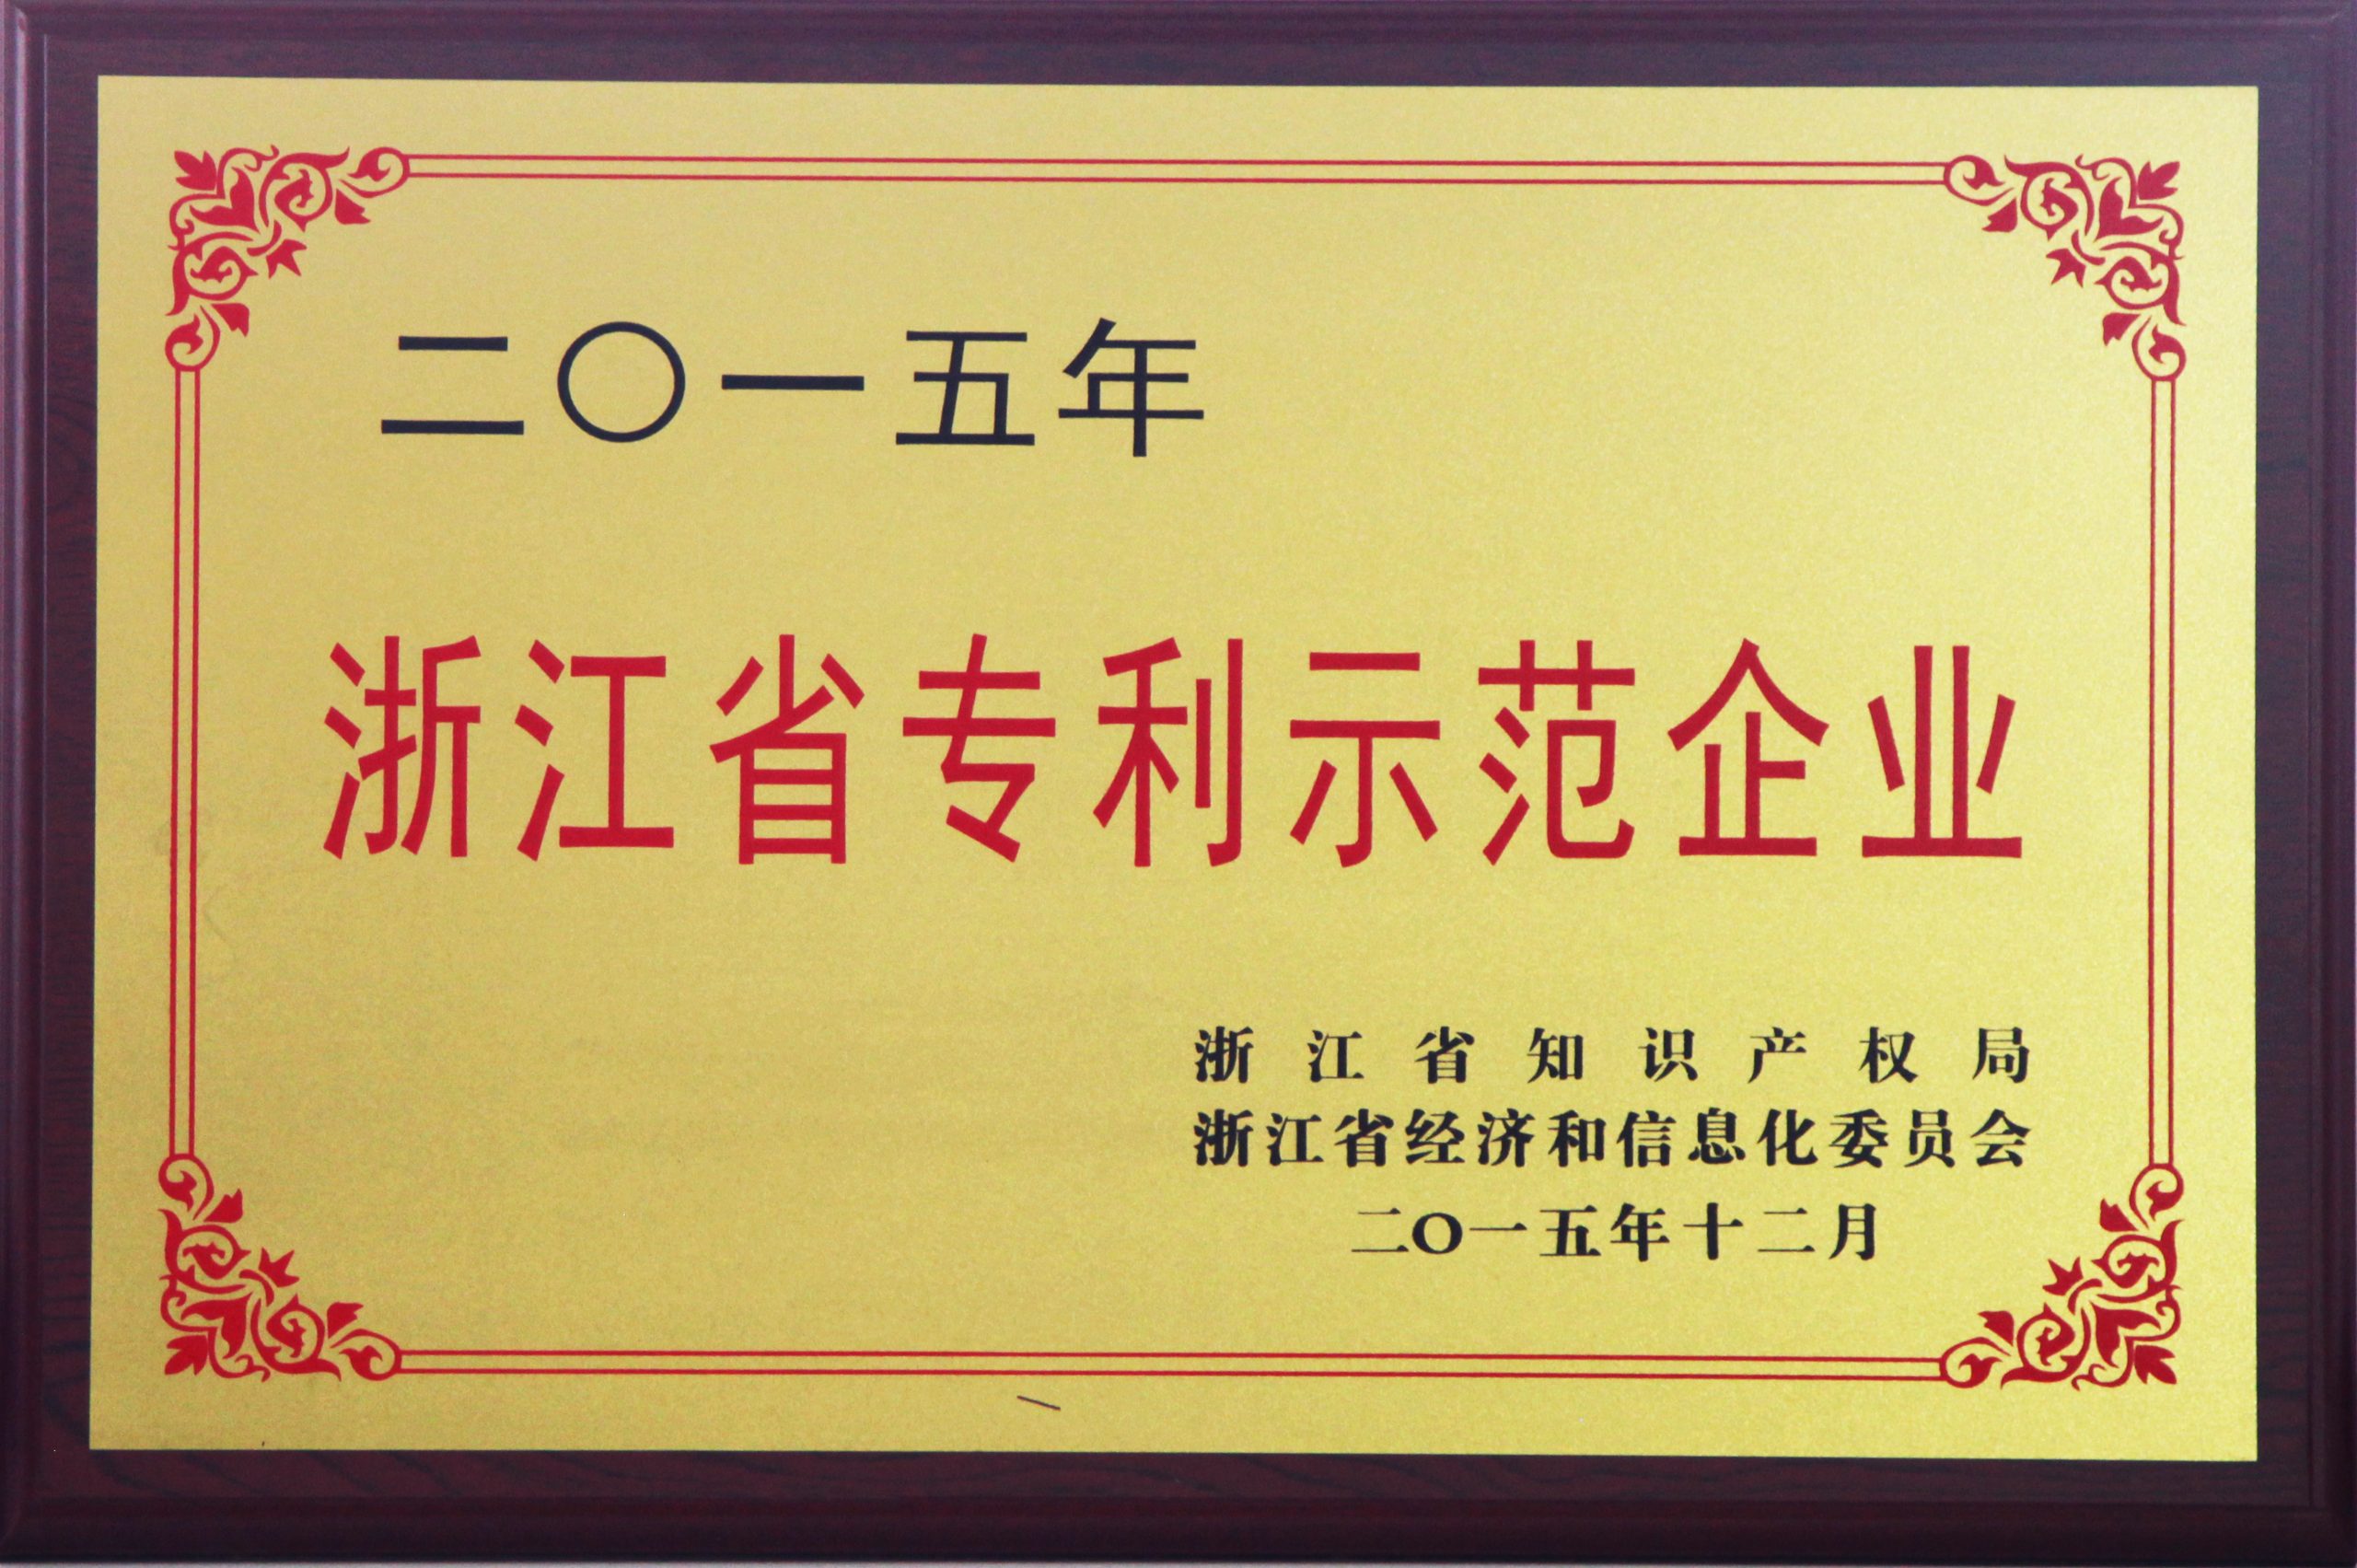 二〇一五年
浙江省专利示范企业
浙江省知识产权局
浙江省经济和信息化委员会
二〇一五年十二月